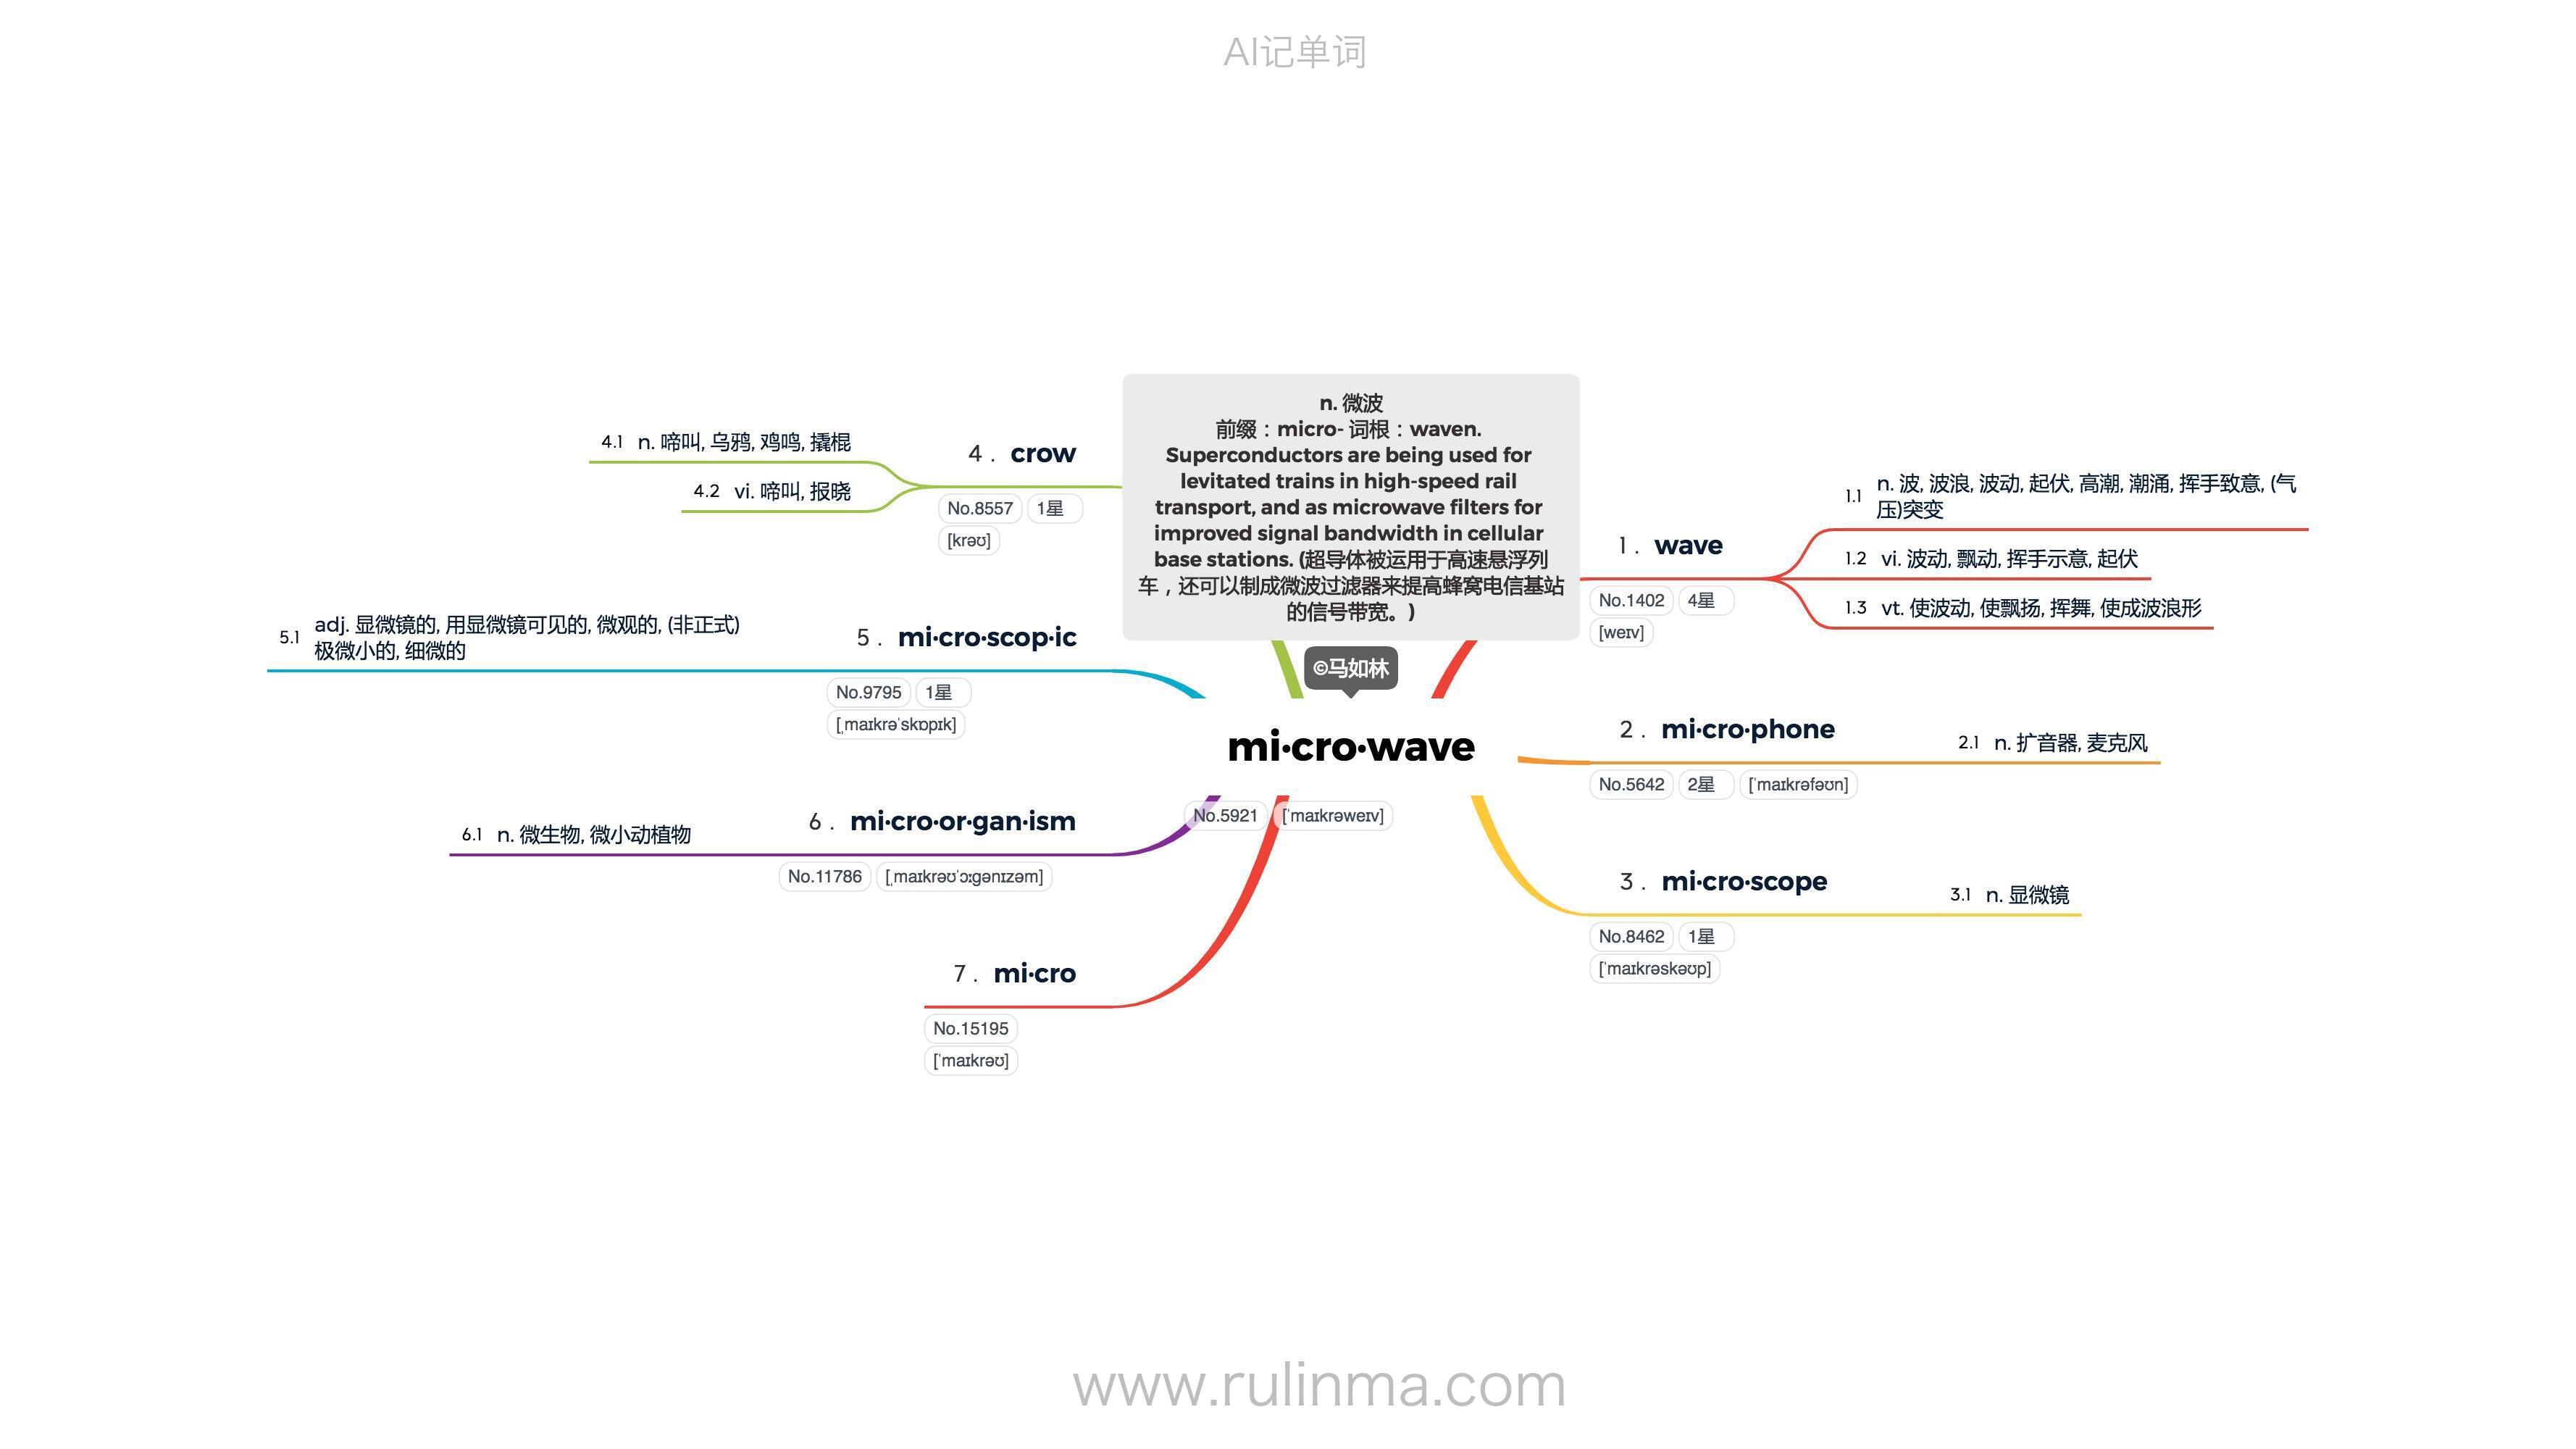 AI记单词
n. 微波
前缀：micro- 词根：waven.
Superconductors are being used for
levitated trains in high-speed rail
transport, and as microwave filters for
improved signal bandwidth in cellular
base stations. (超导体被运用于高速悬浮列
车，还可以制成微波过滤器来提高蜂窝电信基站
的信号带宽。)
©马如林
mi·cro·wave
No.5921 [ˈmaɪkrəweɪv]
1. wave
No.1402 4星
[weɪv]
1.1 n. 波, 波浪, 波动, 起伏, 高潮, 潮涌, 挥手致意, (气
压)突变
1.2 vi. 波动, 飘动, 挥手示意, 起伏
1.3 vt. 使波动, 使飘扬, 挥舞, 使成波浪形
2. mi·cro·phone
No.5642 2星 [ˈmaɪkrəfəʊn]
2.1 n. 扩音器, 麦克风
3. mi·cro·scope
No.8462 1星
[ˈmaɪkrəskəʊp]
3.1 n. 显微镜
4. crow
No.8557 1星
[krəʊ]
4.1 n. 啼叫, 乌鸦, 鸡鸣, 撬棍
4.2 vi. 啼叫, 报晓
5. mi·cro·scop·ic
No.9795 1星
[ˌmaɪkrəˈskɒpɪk]
5.1 adj. 显微镜的, 用显微镜可见的, 微观的, (非正式)
极微小的, 细微的
6. mi·cro·or·gan·ism
No.11786 [ˌmaɪkrəʊˈɔːgənɪzəm]
6.1 n. 微生物, 微小动植物
7. mi·cro
No.15195
[ˈmaɪkrəʊ]
www.rulinma.com